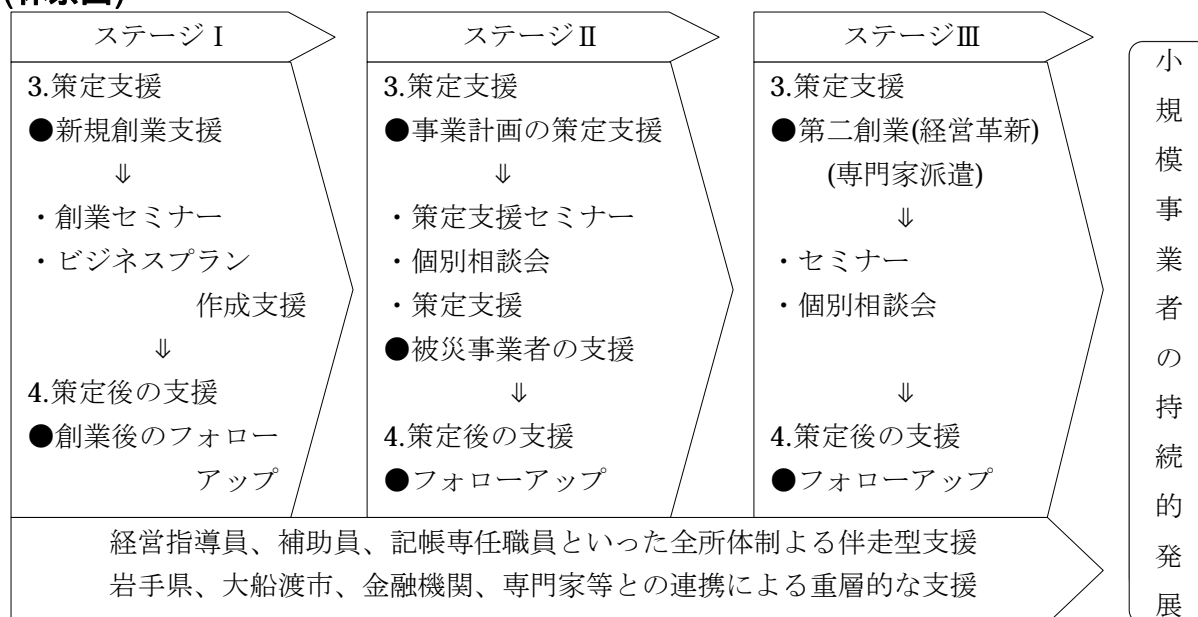 ステージⅠ
3.策定支援
●新規創業支援
⇓
・創業セミナー
・ビジネスプラン
作成支援
⇓
4.策定後の支援
●創業後のフォロー
アップ
ステージⅡ
3.策定支援
●事業計画の策定支援
⇓
・策定支援セミナー
・個別相談会
・策定支援
●被災事業者の支援
⇓
4.策定後の支援
●フォローアップ
ステージⅢ
3.策定支援
●第二創業(経営革新)
(専門家派遣)
⇓
・セミナー
・個別相談会
⇓
4.策定後の支援
●フォローアップ
経営指導員、補助員、記帳専任職員といった全所体制よる伴走型支援
岩手県、大船渡市、金融機関、専門家等との連携による重層的な支援
小規模事業者の持続的発展